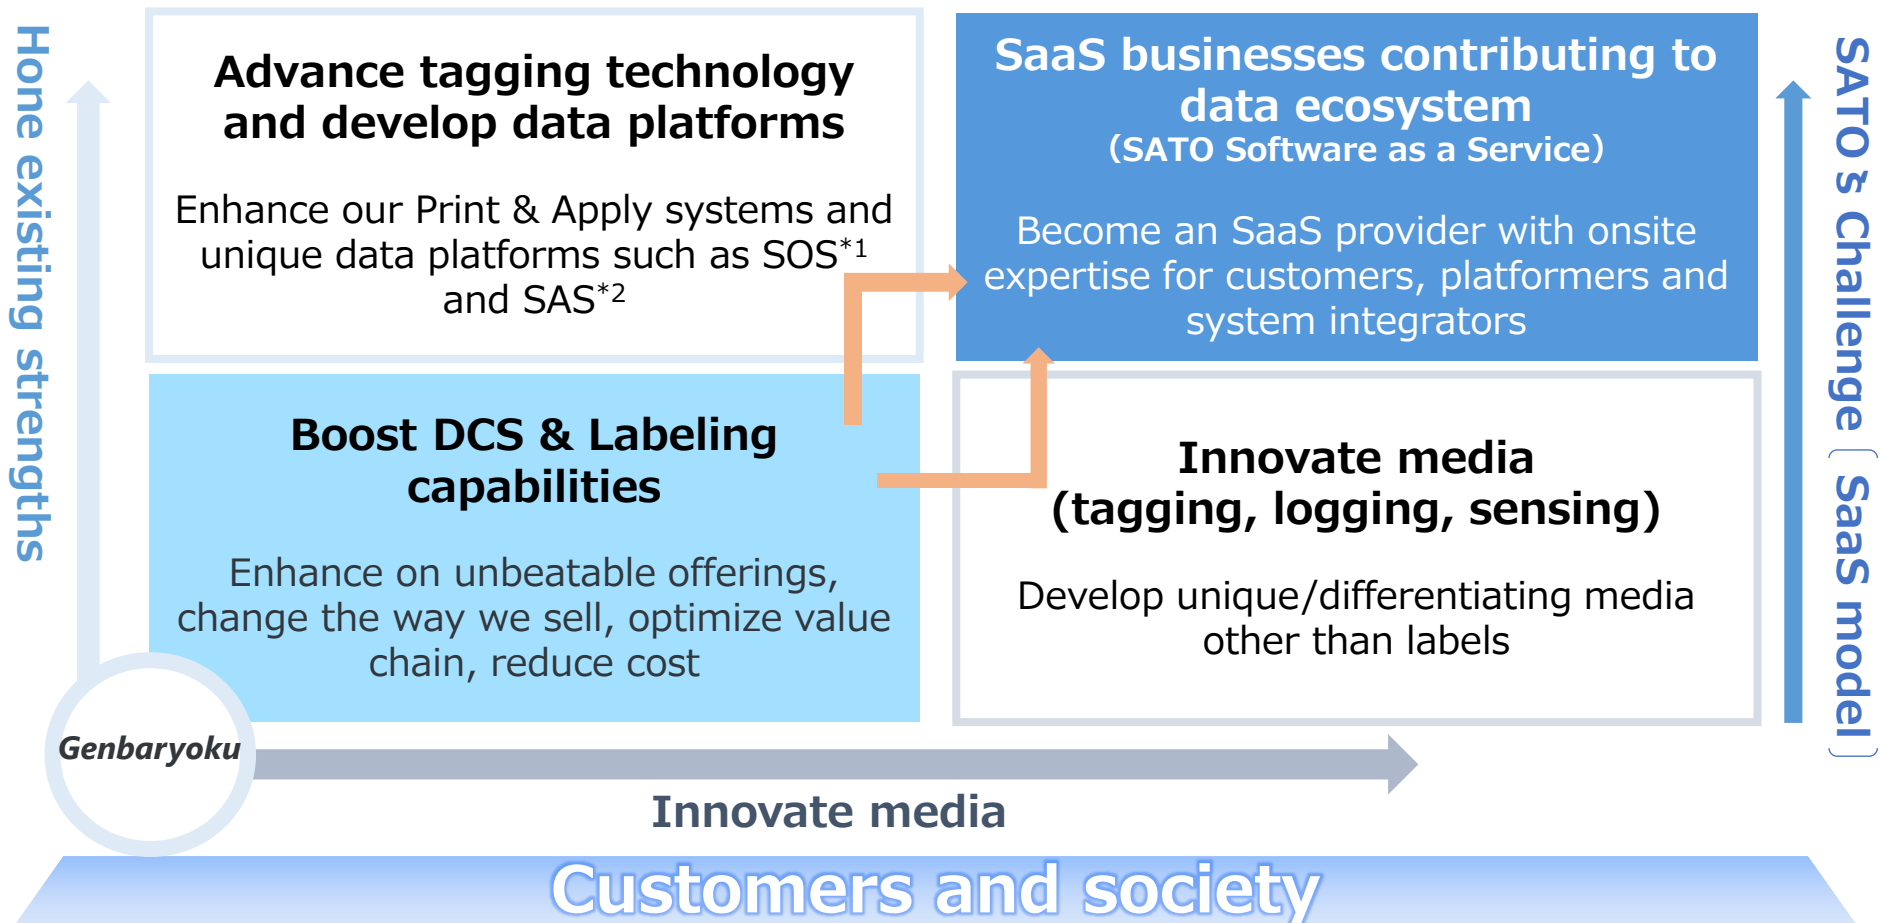 Hone existing strengths
Advance tagging technology
and develop data platforms
Enhance our Print & Apply systems and
unique data platforms such as SOS*1
and SAS*2
SaaS businesses contributing to
data ecosystem
(SATO Software as a Service)
Become an SaaS provider with onsite
expertise for customers, platformers and
system integrators
Boost DCS & Labeling
capabilities
Enhance on unbeatable offerings,
change the way we sell, optimize value
chain, reduce cost
Innovate media
(tagging, logging, sensing)
Develop unique/differentiating media
other than labels
SATO's Challenge [SaaS model]
Genbaryoku
Innovate media
Customers and society